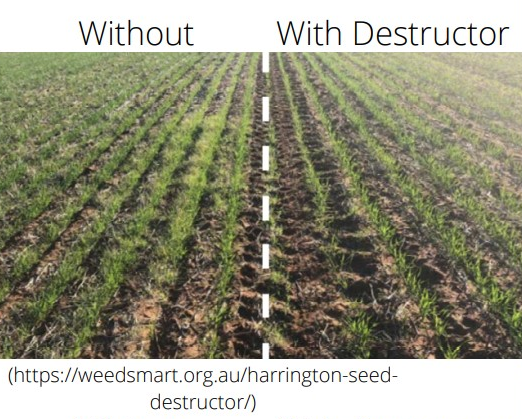 Without
With Destructor
(https://weedsmart.org.au/harrington-seed-
destructor/)